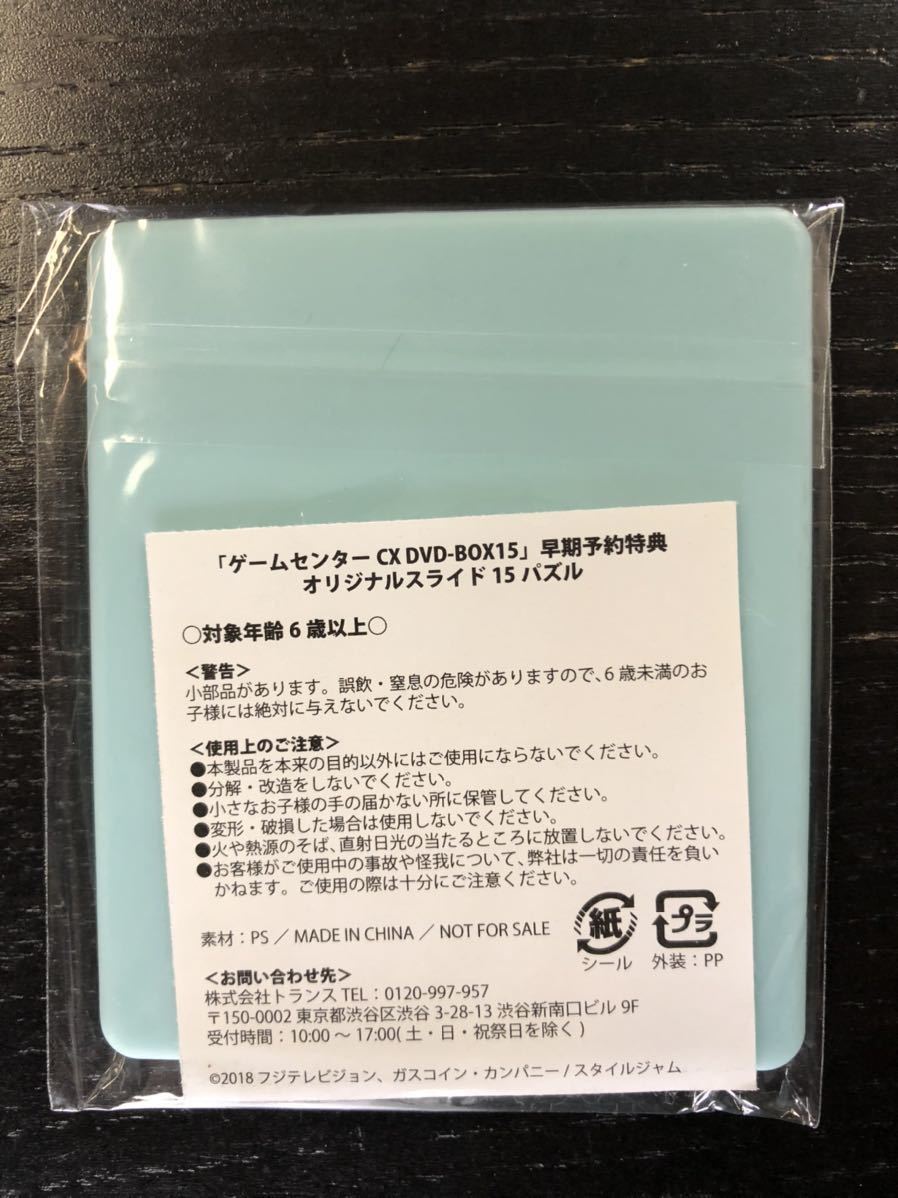 「ゲームセンター CX DVD-BOX15」早期予約特典
オリジナルスライド 15 パズル
○対象年齢 6 歳以上○
<警告>
小部品があります。誤飲・窒息の危険がありますので、6 歳未満のお
子様には絶対に与えないでください。
<使用上のご注意>
●本製品を本来の目的以外にはご使用にならないでください。
●分解・改造をしないでください。
●小さなお子様の手の届かない所に保管してください。
●変形・破損した場合は使用しないでください。
●火や熱源のそば、直射日光の当たるところに放置しないでください。
●お客様がご使用中の事故や怪我について、弊社は一切の責任を負い
かねます。ご使用の際は十分にご注意ください。
素材：PS ／ MADE IN CHINA ／ NOT FOR SALE
紙
シール
プラ
外装：PP
<お問い合わせ先>
株式会社トランス TEL：0120-997-957
〒150-0002 東京都渋谷区渋谷 3-28-13 渋谷新南口ビル 9F
受付時間：10:00 ～ 17:00( 土・日・祝祭日を除く )
©2018 フジテレビジョン、ガスコイン・カンパニー / スタイルジャム